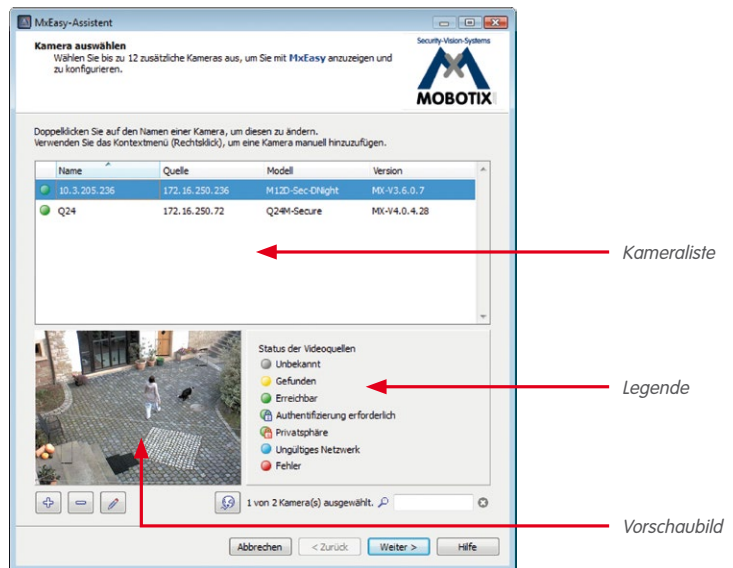 MxEasy-Assistent
Kamera auswählen
Wählen Sie bis zu 12 zusätzliche Kameras aus, um Sie mit MxEasy anzuzeigen und
zu konfigurieren.
Security-Vision-Systems
MOBOTIX
Doppelklicken Sie auf den Namen einer Kamera, um diesen zu ändern.
Verwenden Sie das Kontextmenü (Rechtsklick), um eine Kamera manuell hinzuzufügen.
Name Quelle Modell Version
10.3.205.236 172.16.250.236 M12D-Sec-DNight MX-V3.6.0.7
Q24 172.16.250.72 Q24M-Secure MX-V4.0.4.28
Kameraliste
Status der Videoquellen
Unbekannt
Gefunden
Erreichbar
Authentifizierung erforderlich
Privatsphäre
Ungültiges Netzwerk
Fehler
Legende
1 von 2 Kamera(s) ausgewählt.
Vorschaubild
Abbrechen < Zurück Weiter > Hilfe